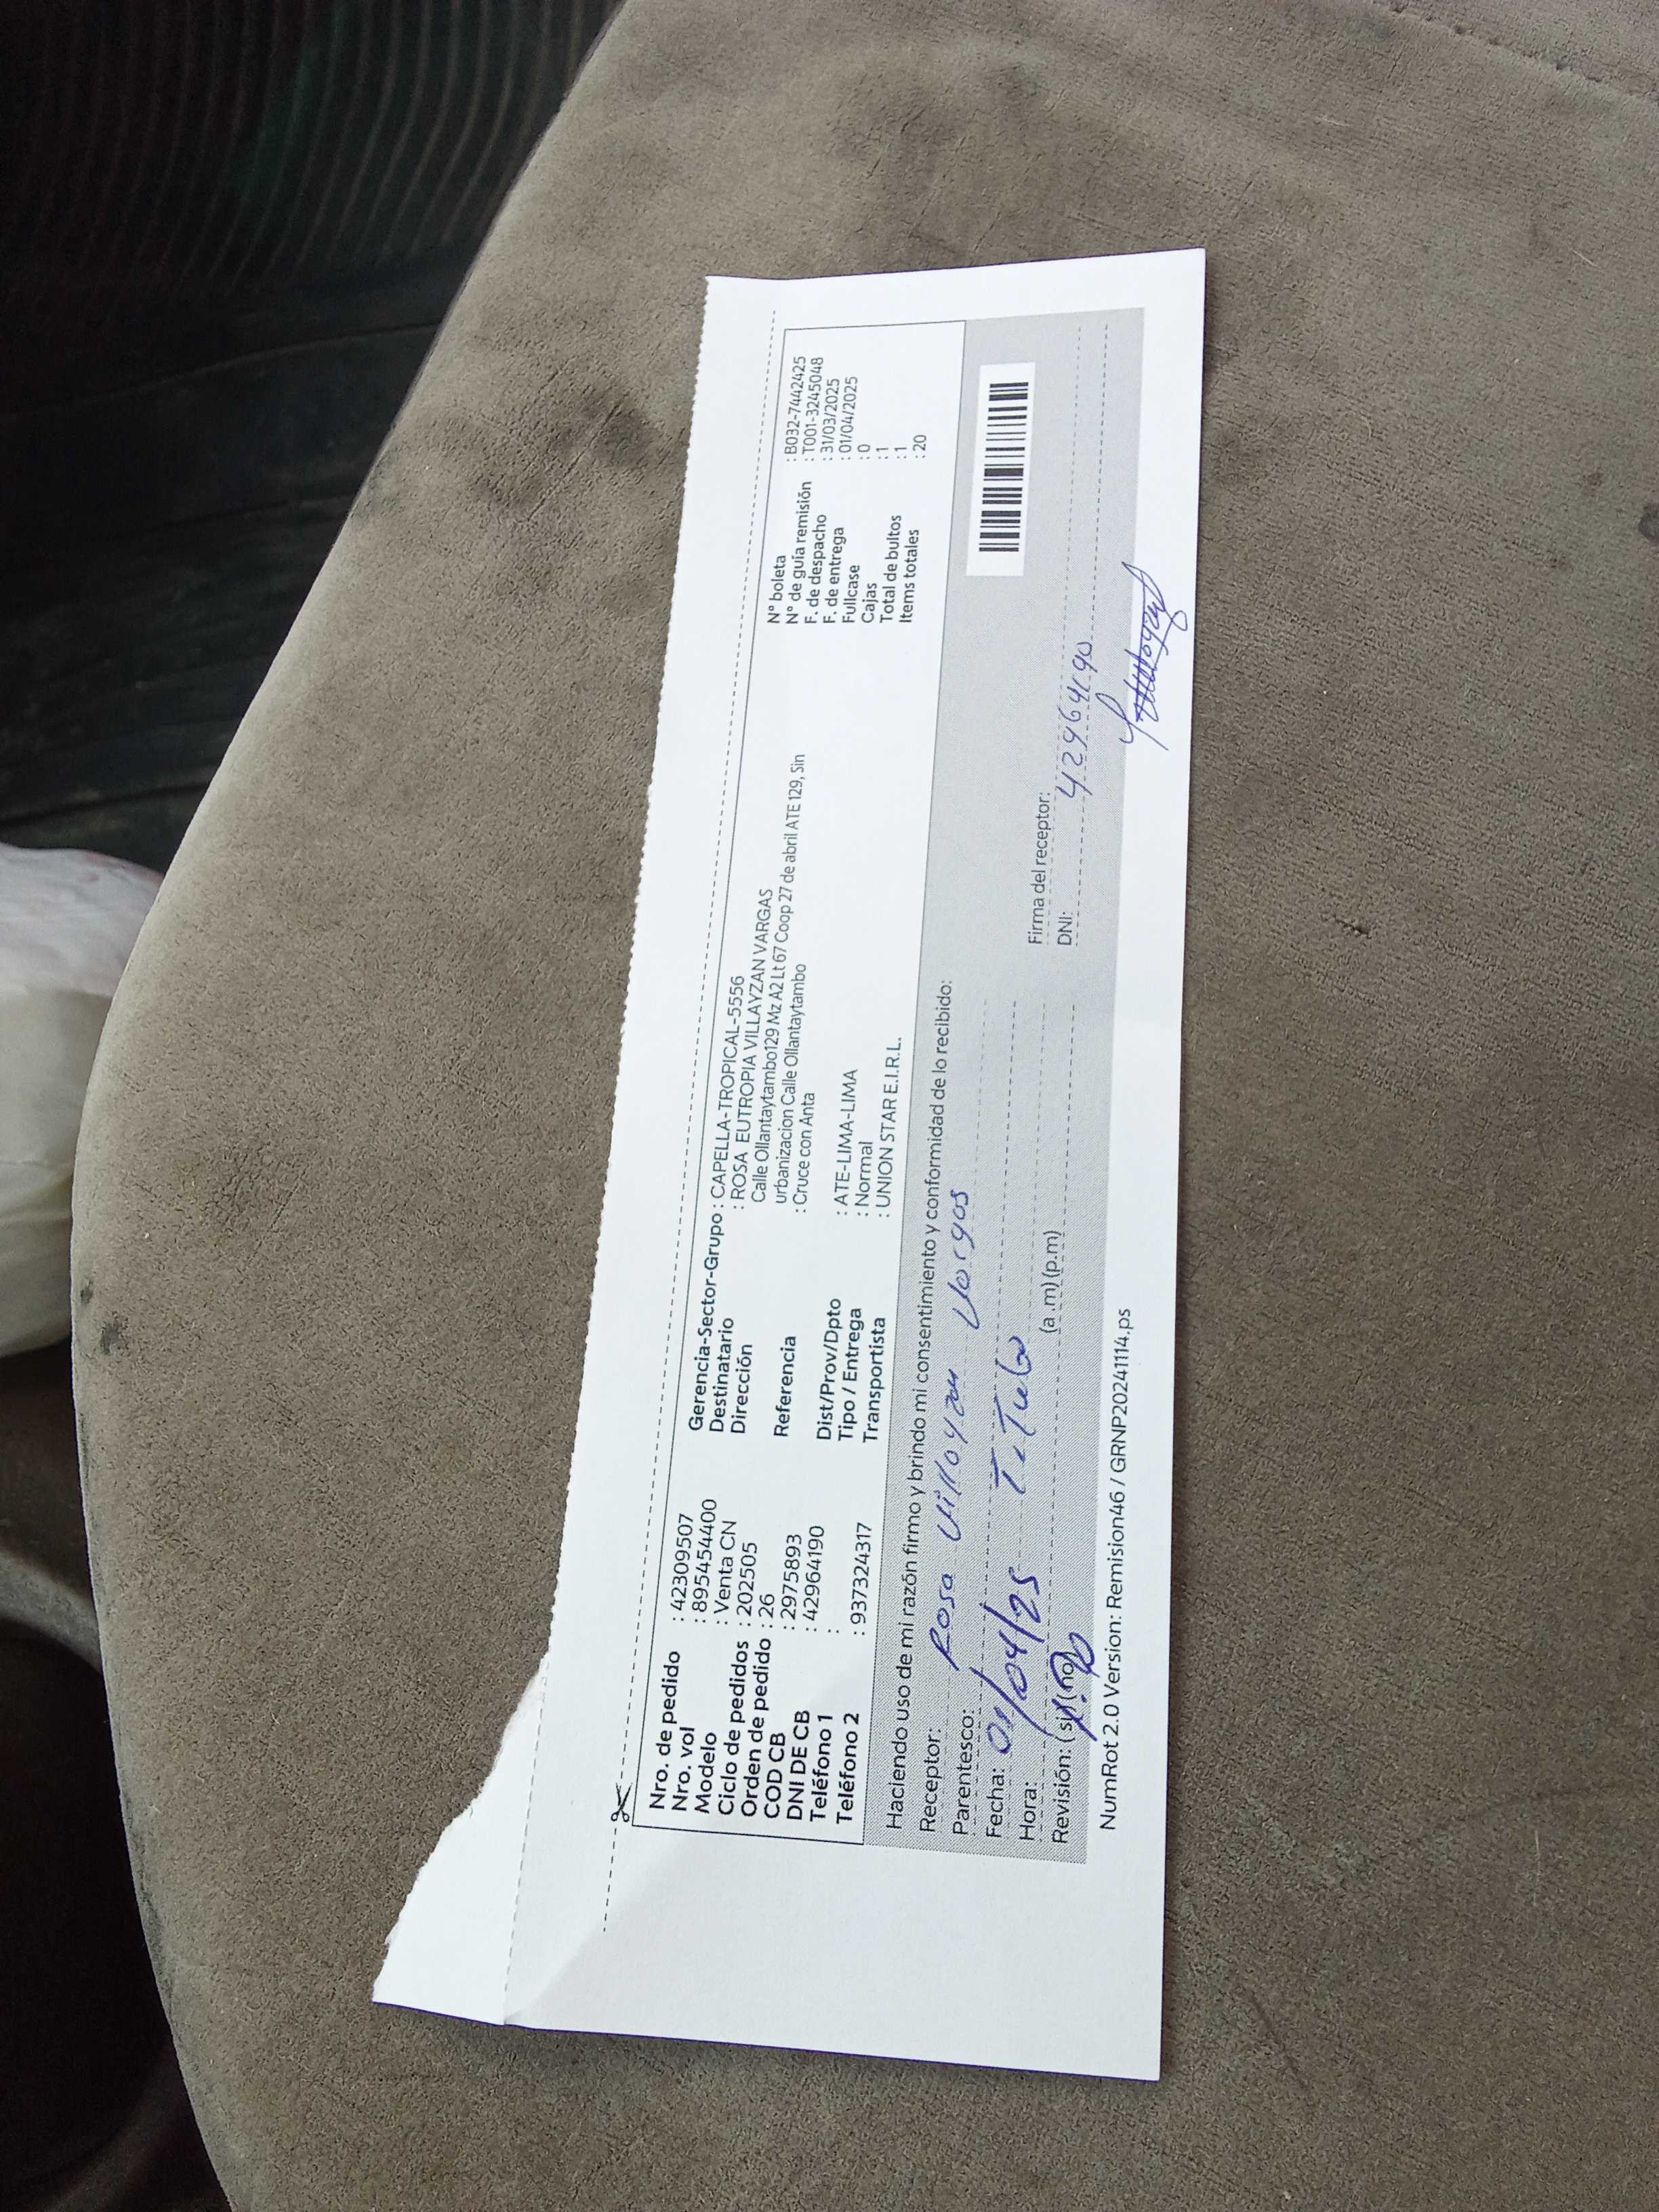 Nro. de pedido : 42309507
Nro. vol : 8954544400
Modelo : Venta CN
Ciclo de pedidos : 202505
Orden de pedido : 26
COD CB : 2975893
DNI DE CB : 42964190
Teléfono 1 :
Teléfono 2 : 937324317
Gerencia-Sector-Grupo : CAPELLA-TROPICAL-5556
Destinatario : ROSA EUTROPIA VILLAYZAN VARGAS
Dirección Calle Ollantaytambo129 Mz A2 Lt 67 Coop 27 de abril ATE 129, Sin
urbanizacion Calle Ollantaytambo
Referencia : Cruce con Anta
Dist/Prov/Dpto : ATE-LIMA-LIMA
Tipo / Entrega : Normal
Transportista : UNION STAR E.I.R.L.
N° boleta : B032-7442425
N° de guía remisión : T001-3245048
F. de despacho : 31/03/2025
F. de entrega : 01/04/2025
Fullcase : 0
Cajas : 1
Total de bultos : 1
Items totales : 20
Haciendo uso de mi razón firmo y brindo mi consentimiento y conformidad de lo recibido:
Receptor: Rosa Villayzan Vargas
Parentesco: Titular
Fecha: 01/04/25
Hora: (a .m) (p.m)
Revisión: (si) (no)
Firma del receptor:
DNI: 42964190
NumRot 2.0 Version: Remision46 / GRNP20241114.ps